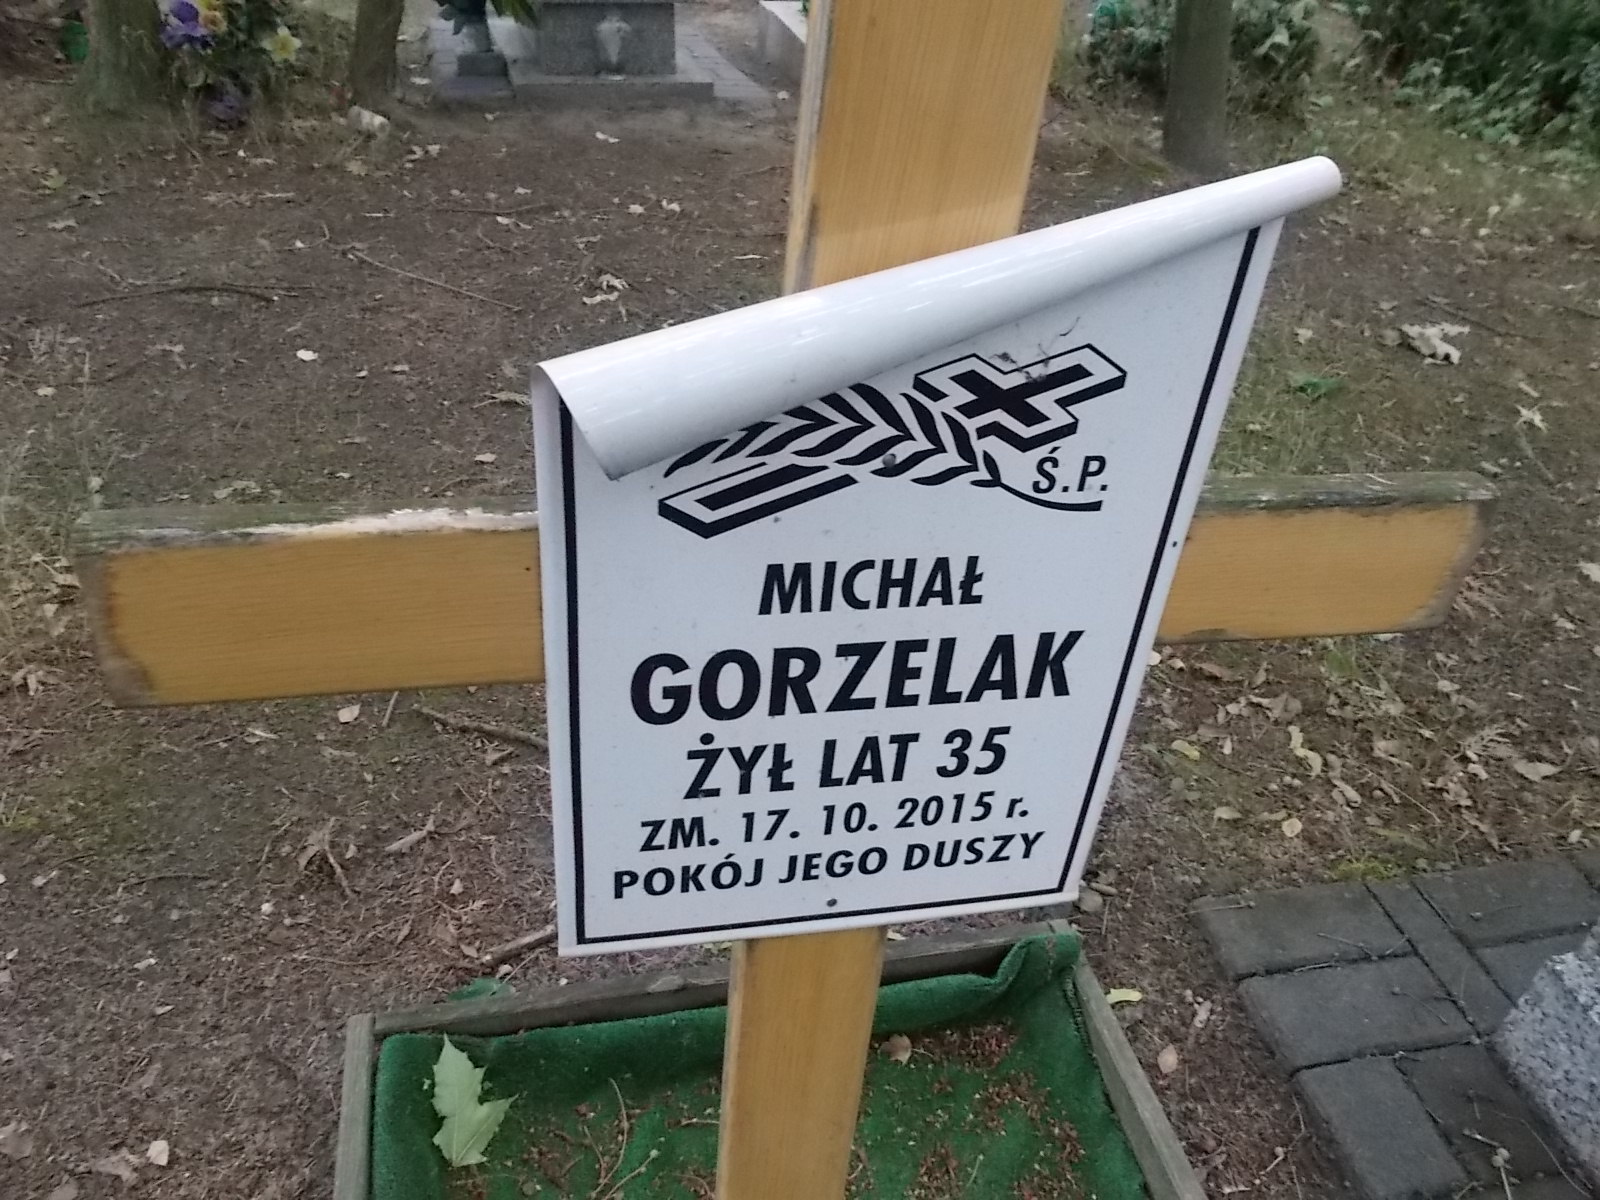 Ś.P.
MICHAŁ
GORZELAK
ŻYŁ LAT 35
ZM. 17. 10. 2015 r.
POKÓJ JEGO DUSZY